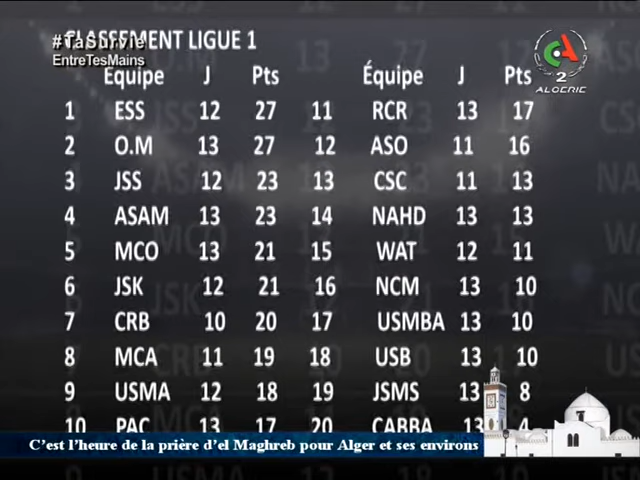 CLASSEMENT LIGUE 1
#TaSurvie
EntreTesMains
2
ALGERIE
Équipe J Pts Équipe J Pts
1 ESS 12 27 11 RCR 13 17
2 O.M 13 27 12 ASO 11 16
3 JSS 12 23 13 CSC 11 13
4 ASAM 13 23 14 NAHD 13 13
5 MCO 13 21 15 WAT 12 11
6 JSK 12 21 16 NCM 13 10
7 CRB 10 20 17 USMBA 13 10
8 MCA 11 19 18 USB 13 10
9 USMA 12 18 19 JSMS 13 8
10 PAC 13 17 20 CABBA 13 4
C'est l'heure de la prière d'el Maghreb pour Alger et ses environs